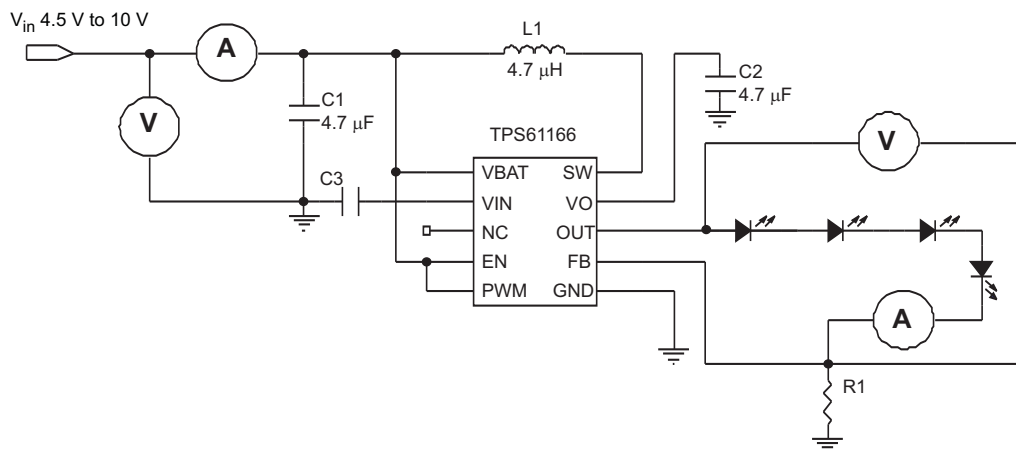 Vin 4.5 V to 10 V
A
L1
4.7 μH
C2
4.7 μF
C1
4.7 μF
V
V
TPS61166
C3
VBAT
SW
VIN
VO
NC
OUT
EN
FB
PWM
GND
A
R1